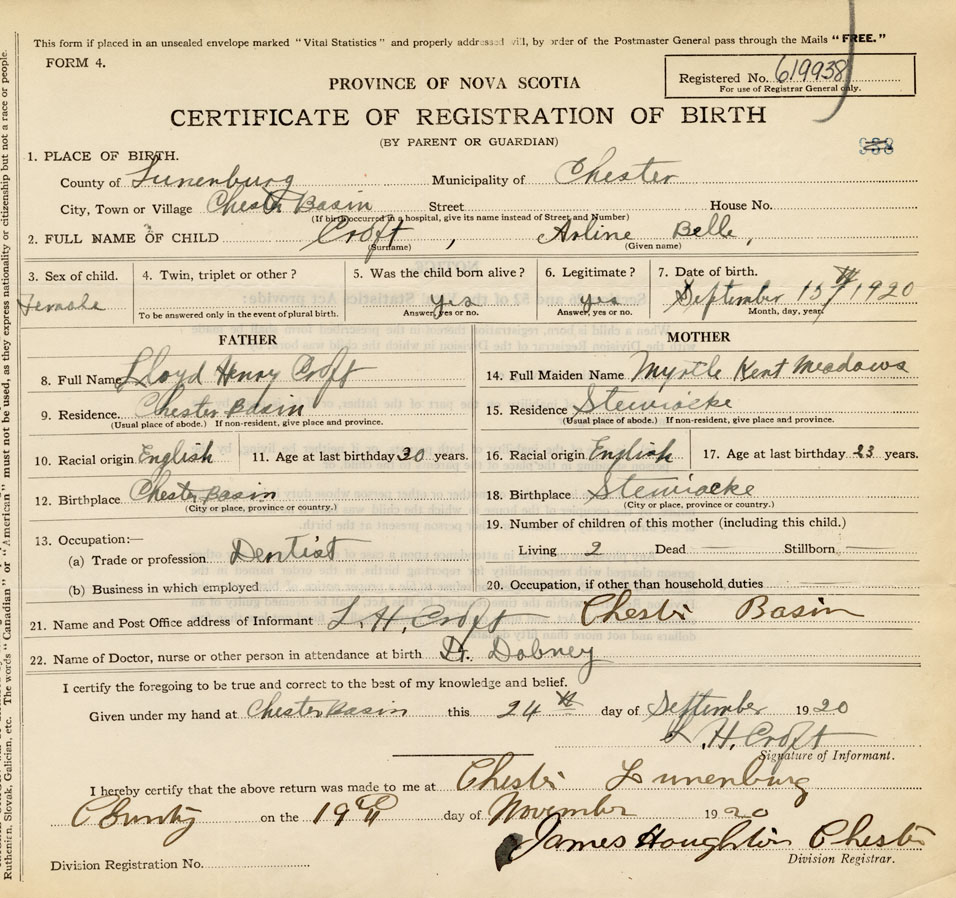 This form if placed in an unsealed envelope marked "Vital Statistics" and properly addressed will, by order of the Postmaster General pass through the Mails "FREE."
FORM 4.
Registered No. 619938
For use of Registrar General only.
PROVINCE OF NOVA SCOTIA
CERTIFICATE OF REGISTRATION OF BIRTH
(BY PARENT OR GUARDIAN)
1. PLACE OF BIRTH.
County of Lunenburg Municipality of Chester
City, Town or Village Chester Basin Street House No.
(If birth occurred in a hospital, give its name instead of Street and Number)
2. FULL NAME OF CHILD Croft, Arline Belle,
(Surname) (Given name)
3. Sex of child. 4. Twin, triplet or other? 5. Was the child born alive? 6. Legitimate? 7. Date of birth.
Female yes yes September 15th 1920
To be answered only in the event of plural birth. Answer, yes or no. Answer, yes or no. Month, day, year.
FATHER
8. Full Name Lloyd Henry Croft
9. Residence. Chester Basin
(Usual place of abode.) If non-resident, give place and province.
10. Racial origin English 11. Age at last birthday 30 years.
12. Birthplace Chester Basin
(City or place, province or country.)
13. Occupation:—
(a) Trade or profession Dentist
(b) Business in which employed
MOTHER
14. Full Maiden Name Myrtle Kent Meadows
15. Residence Stewiacke
(Usual place of abode.) If non-resident, give place and province.
16. Racial origin English 17. Age at last birthday 23 years.
18. Birthplace Stewiacke
(City or place, province or country.)
19. Number of children of this mother (including this child.)
Living 2 Dead — Stillborn —
20. Occupation, if other than household duties —
21. Name and Post Office address of Informant L. H. Croft Chester Basin
22. Name of Doctor, nurse or other person in attendance at birth Dr. Dobney
I certify the foregoing to be true and correct to the best of my knowledge and belief.
Given under my hand at Chester Basin this 24th day of September 1920
L. H. Croft
Signature of Informant.
I hereby certify that the above return was made to me at Chester Lunenburg
County on the 19th day of November 1920
James Houghton Chester
Division Registrar.
Division Registration No.
Ruthenian, Slovak, Galician, etc. The words "Canadian" or "American" must not be used, as they express nationality or citizenship but not a race or people.